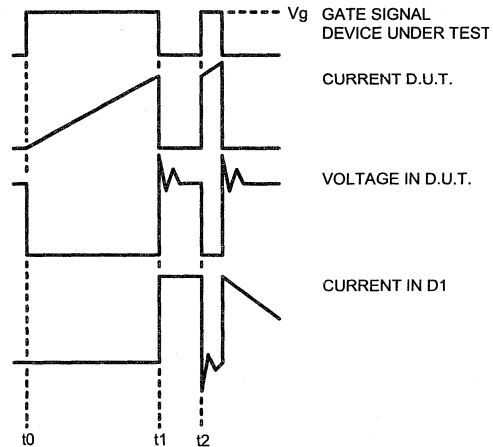 Vg GATE SIGNAL
DEVICE UNDER TEST
CURRENT D.U.T.
VOLTAGE IN D.U.T.
CURRENT IN D1
t0 t1 t2